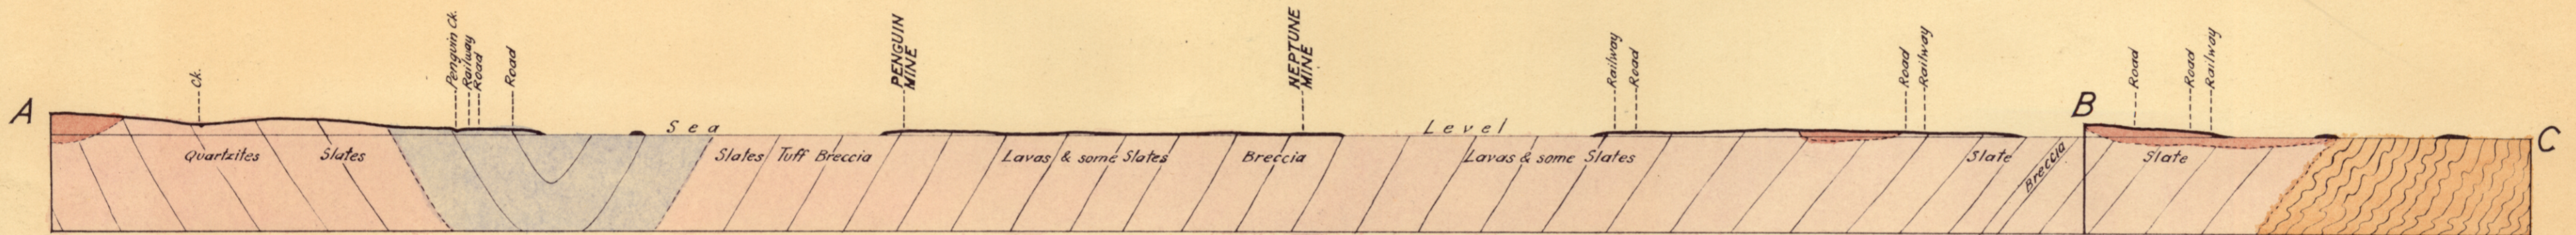 Ck.
Penguin Ck.
Railway
Road
Road
PENGUIN
MINE
NEPTUNE
MINE
Railway
Road
Road
Railway
Road
Road
Railway
A
B
C
Sea Level
Quartzites
Slates
Slates
Tuff Breccia
Lavas & some Slates
Breccia
Lavas & some Slates
Slate
Breccia
Slate